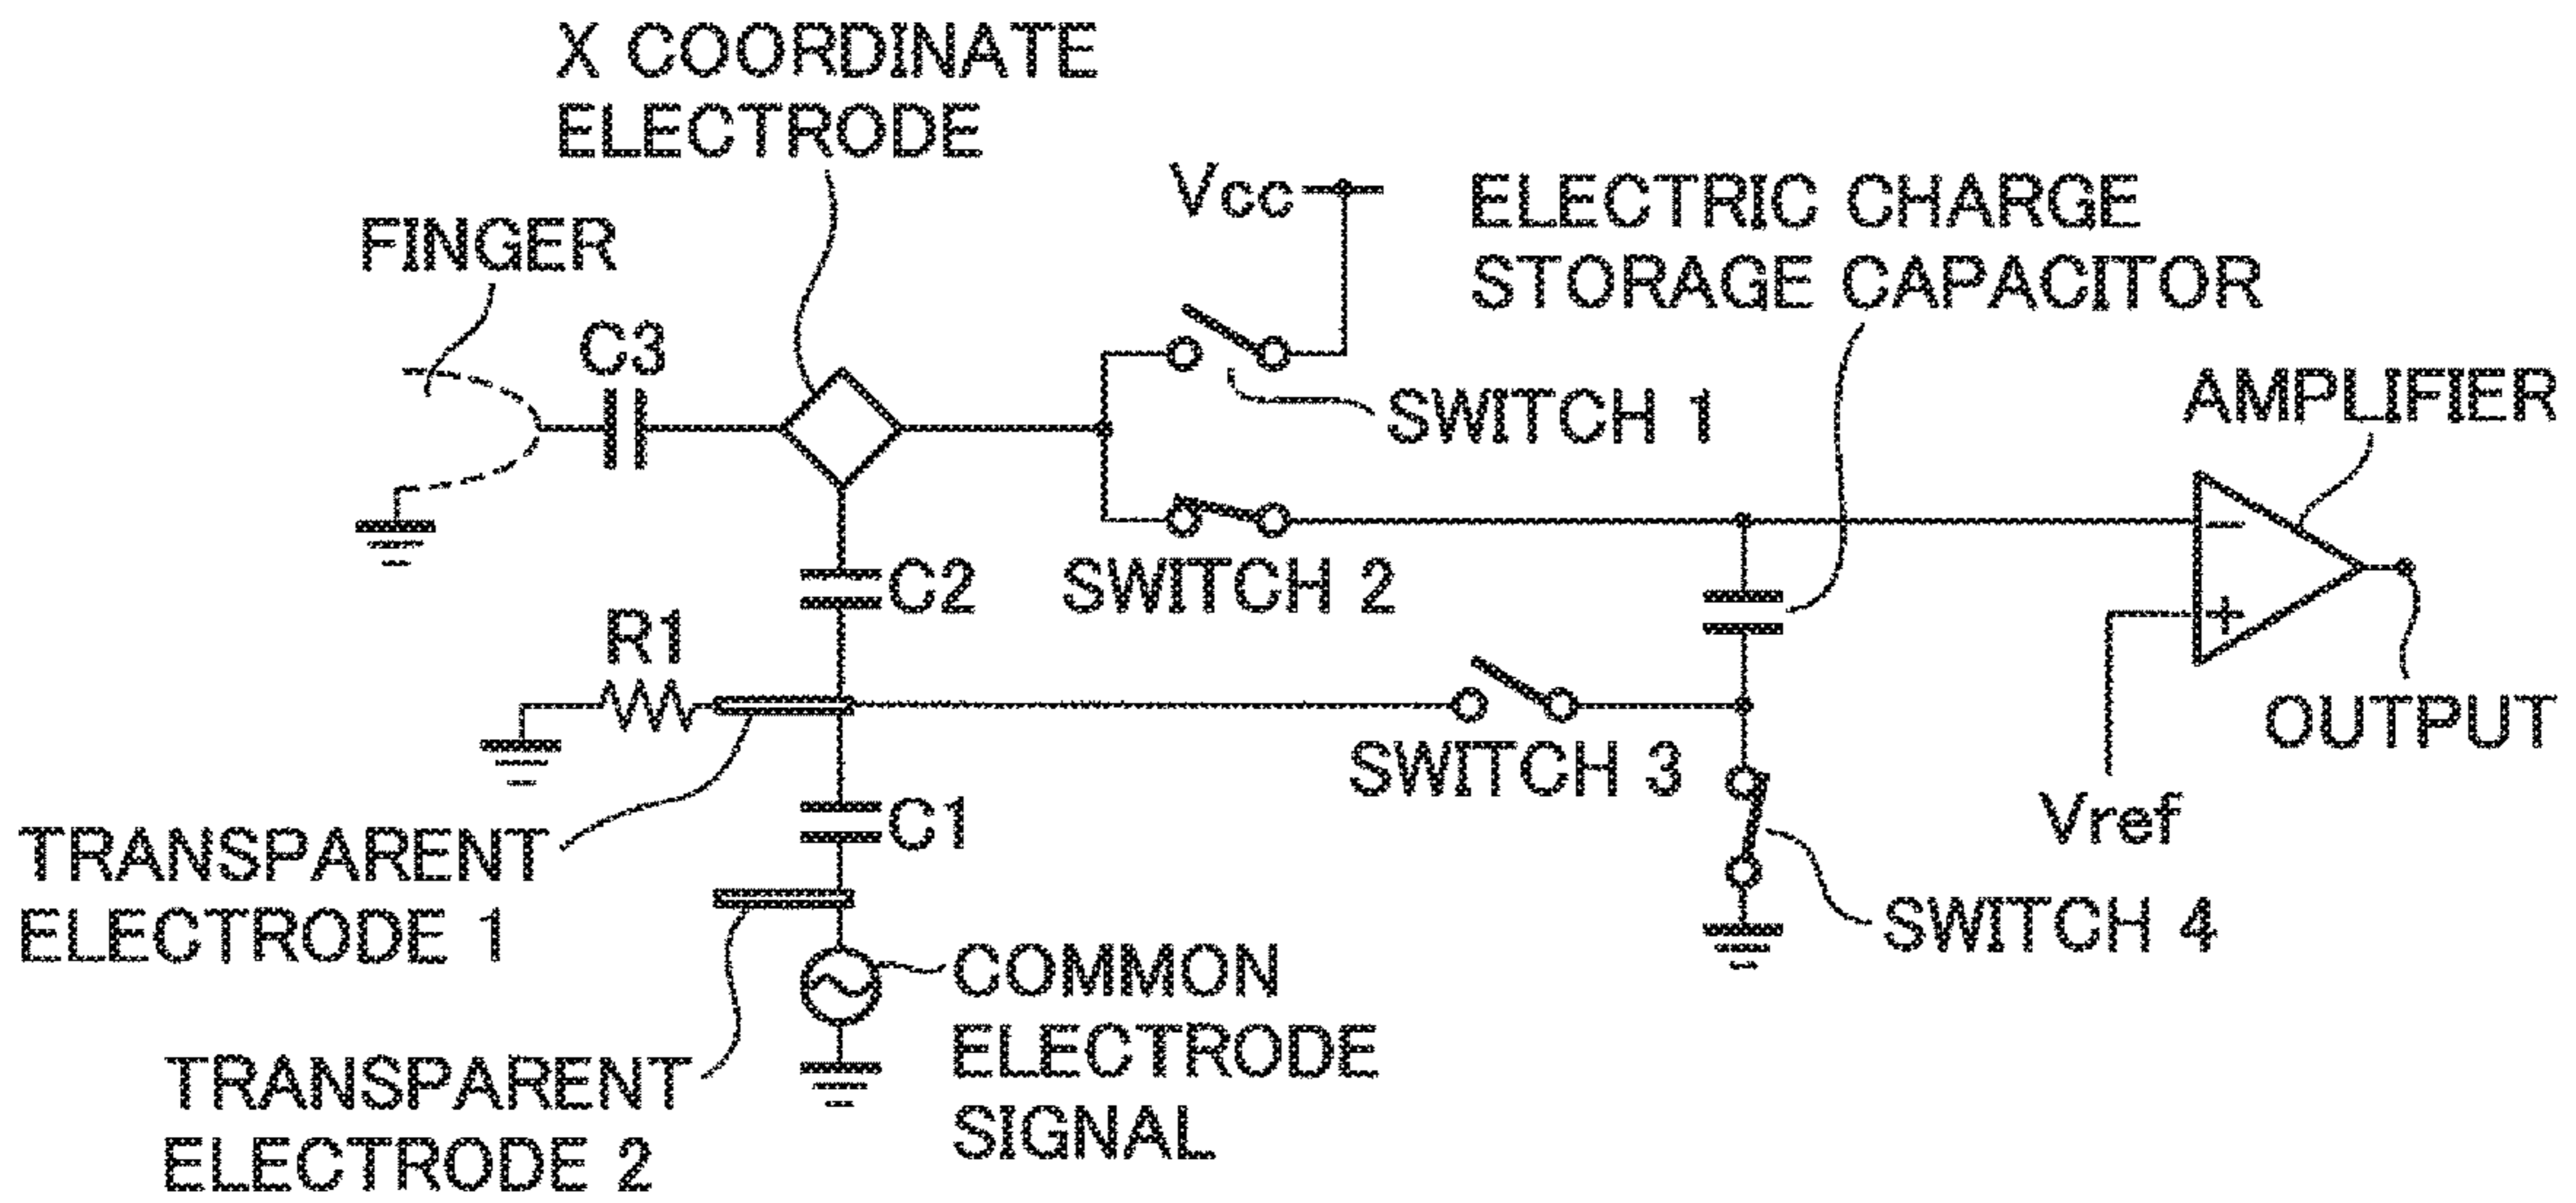 X COORDINATE
ELECTRODE
Vcc
ELECTRIC CHARGE
STORAGE CAPACITOR
FINGER
C3
SWITCH 1
AMPLIFIER
−
C2
SWITCH 2
R1
+
SWITCH 3
OUTPUT
Vref
TRANSPARENT
ELECTRODE 1
C1
SWITCH 4
COMMON
ELECTRODE
SIGNAL
TRANSPARENT
ELECTRODE 2